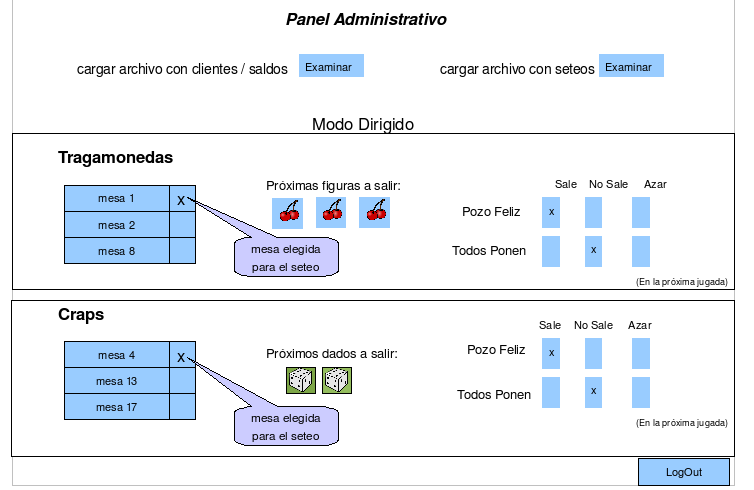 Panel Administrativo
cargar archivo con clientes / saldos Examinar cargar archivo con seteos Examinar
Modo Dirigido
Tragamonedas
mesa 1 X
mesa 2
mesa 8
mesa elegida
para el seteo
Próximas figuras a salir:
Sale No Sale Azar
Pozo Feliz x
Todos Ponen x
(En la próxima jugada)
Craps
mesa 4 X
mesa 13
mesa 17
mesa elegida
para el seteo
Próximos dados a salir:
Sale No Sale Azar
Pozo Feliz x
Todos Ponen x
(En la próxima jugada)
LogOut